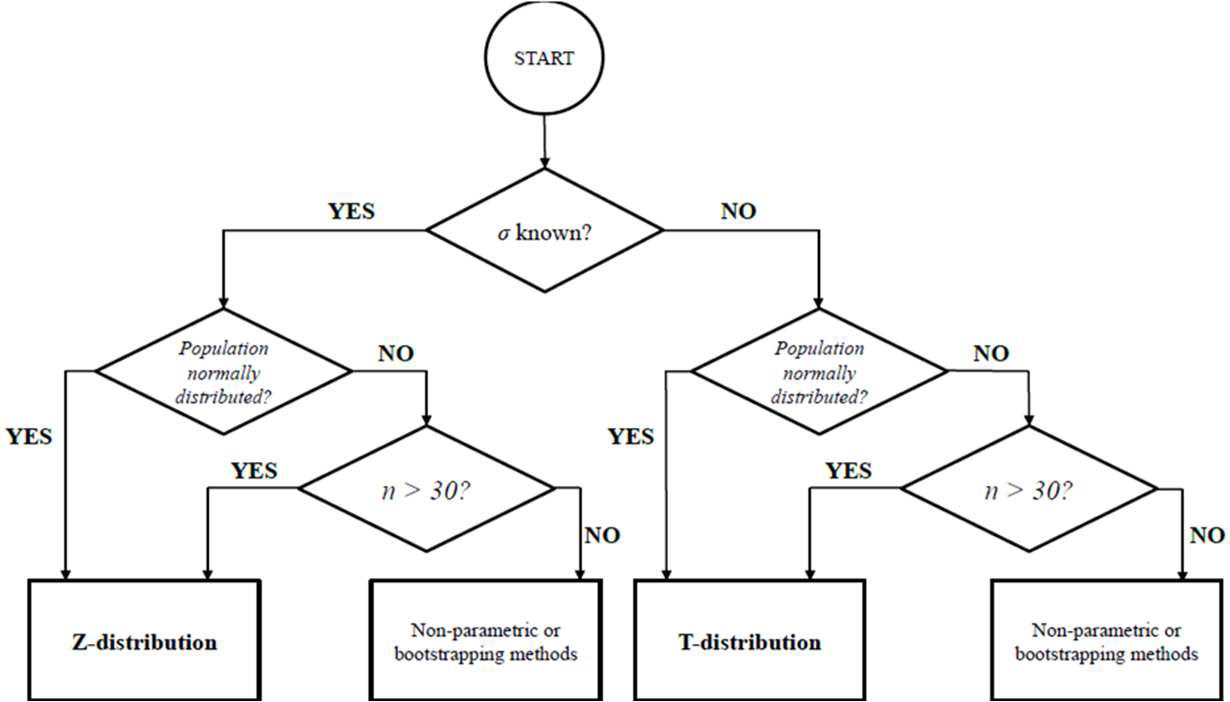 START
YES
NO
σ known?
Population
normally
distributed?
NO
Population
normally
distributed?
NO
YES
YES
YES
n > 30?
YES
n > 30?
NO
NO
Z-distribution
Non-parametric or
bootstrapping methods
T-distribution
Non-parametric or
bootstrapping methods